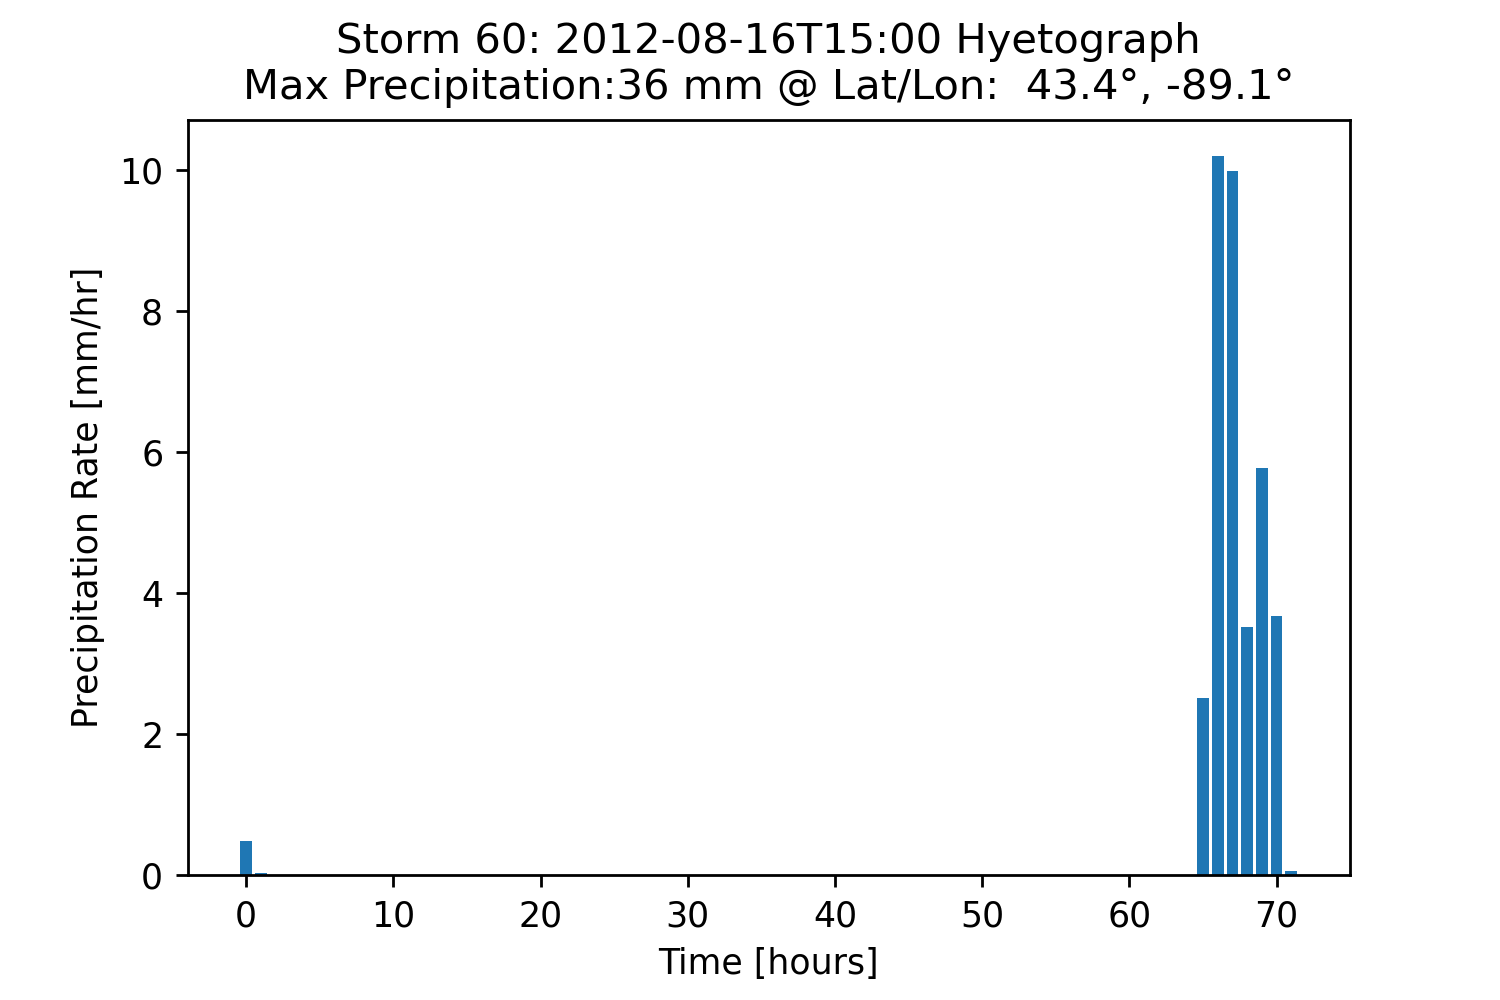 Storm 60: 2012-08-16T15:00 Hyetograph
Max Precipitation:36 mm @ Lat/Lon:  43.4°, -89.1°
Precipitation Rate [mm/hr]
10
8
6
4
2
0
0 10 20 30 40 50 60 70
Time [hours]